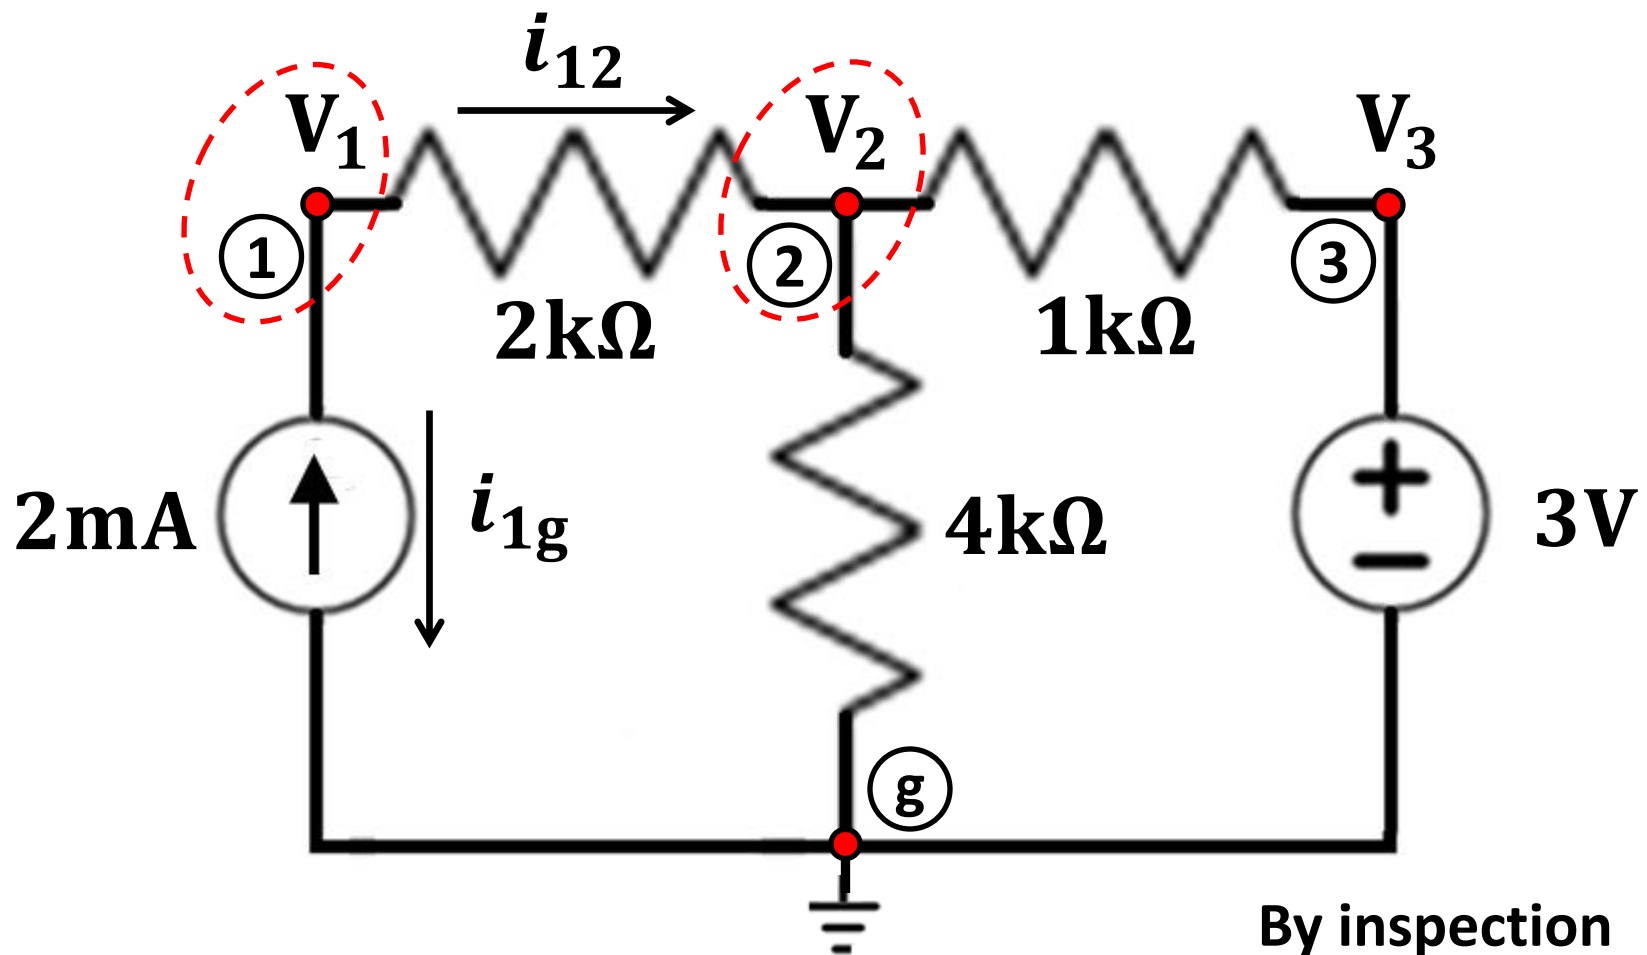 i12
V1
V2
V3
1
2
3
2kΩ
1kΩ
2mA
i1g
4kΩ
+
−
3V
g
By inspection